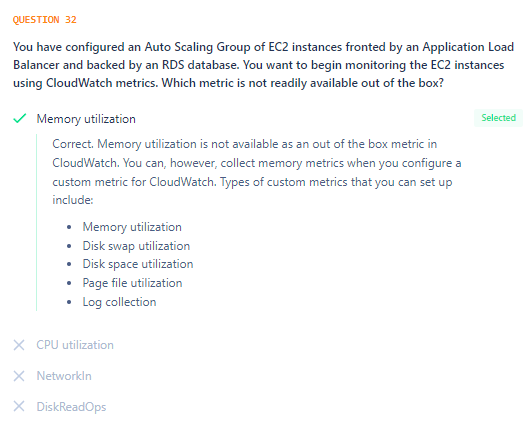 QUESTION 32
You have configured an Auto Scaling Group of EC2 instances fronted by an Application Load
Balancer and backed by an RDS database. You want to begin monitoring the EC2 instances
using CloudWatch metrics. Which metric is not readily available out of the box?
Memory utilization
Selected
Correct. Memory utilization is not available as an out of the box metric in
CloudWatch. You can, however, collect memory metrics when you configure a
custom metric for CloudWatch. Types of custom metrics that you can set up
include:
• Memory utilization
• Disk swap utilization
• Disk space utilization
• Page file utilization
• Log collection
CPU utilization
NetworkIn
DiskReadOps